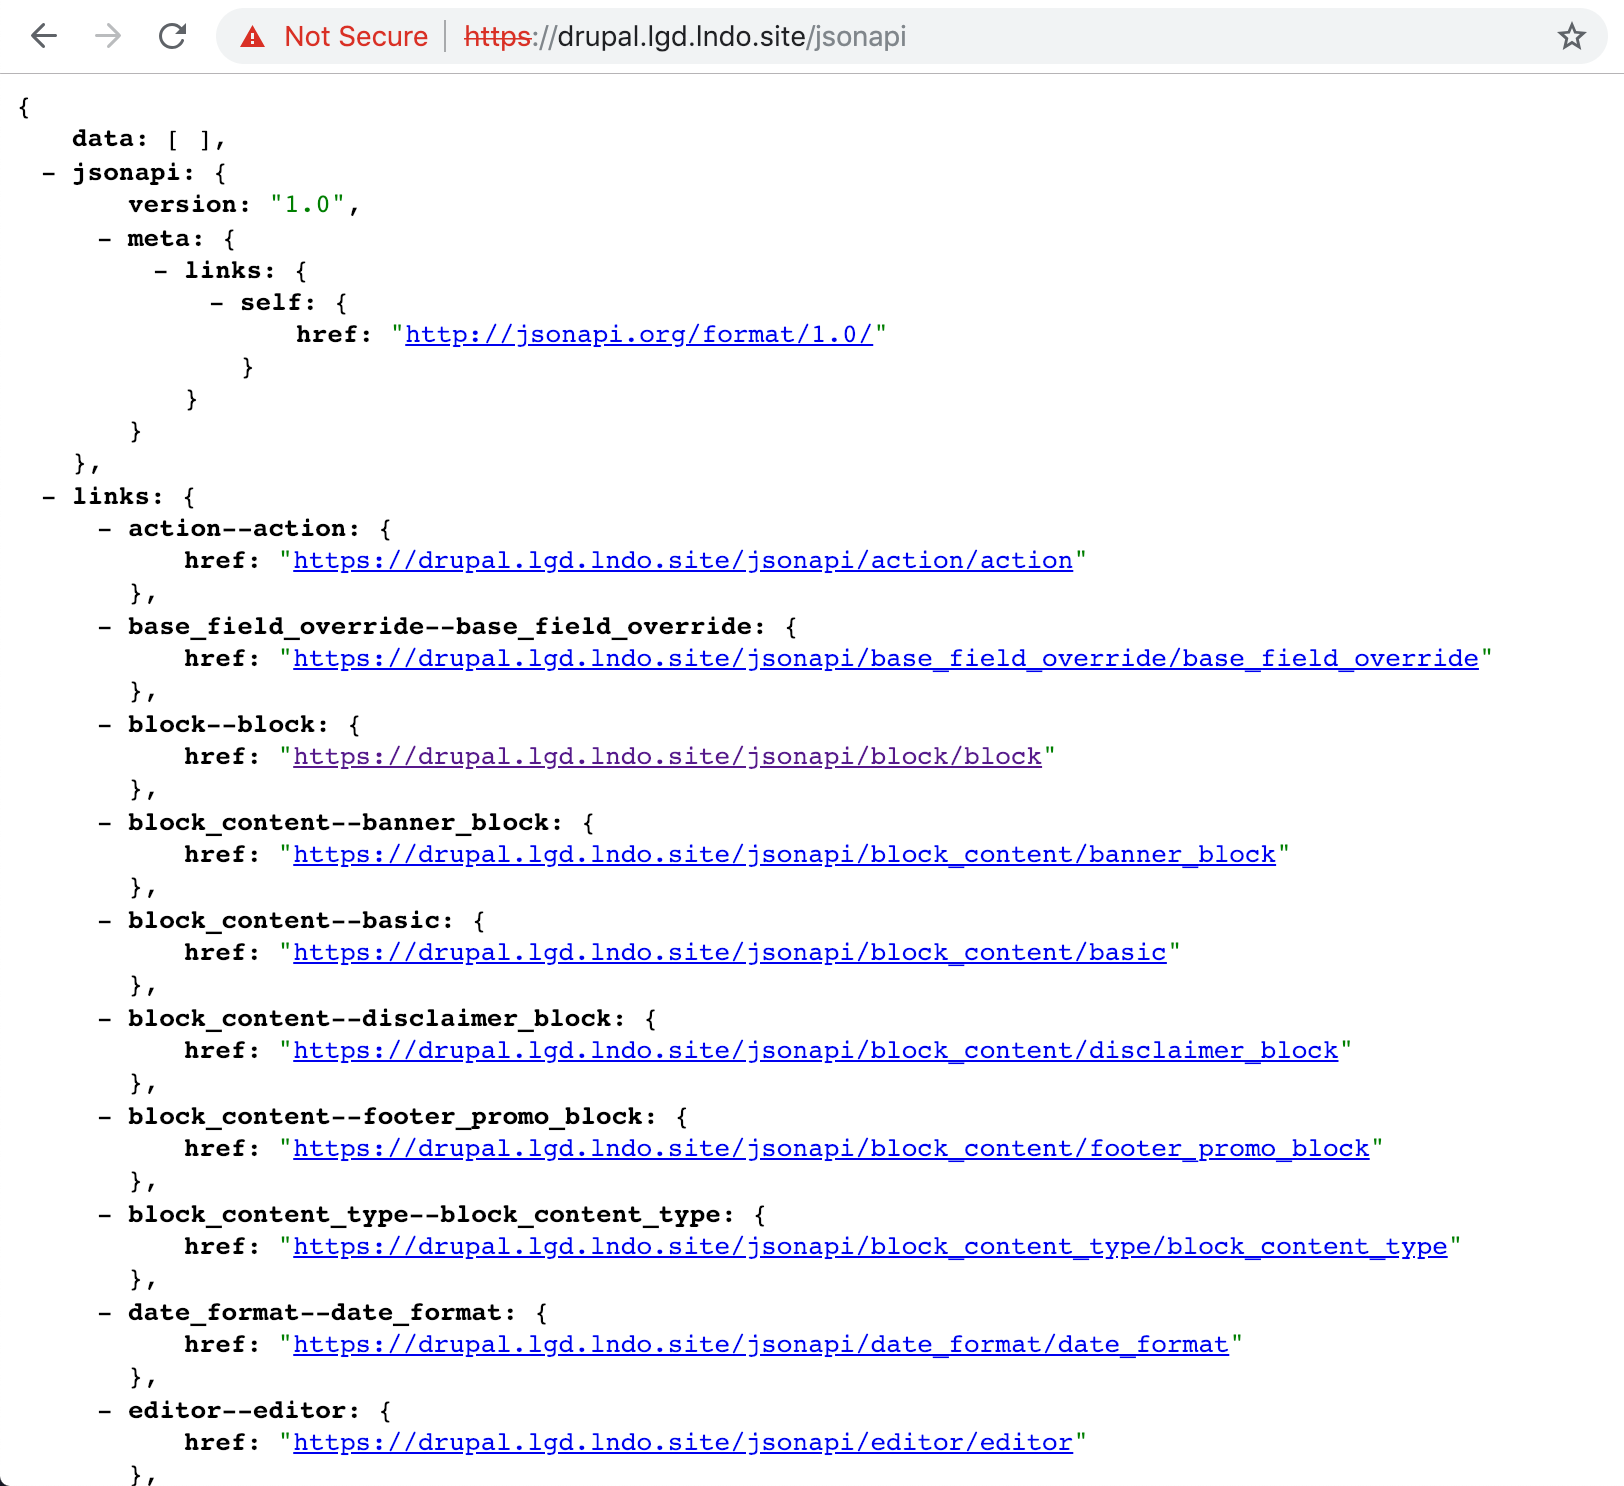 Not Secure | https://drupal.lgd.lndo.site/jsonapi
{
data: [ ],
- jsonapi: {
version: "1.0",
- meta: {
- links: {
- self: {
href: "http://jsonapi.org/format/1.0/"
}
}
}
},
- links: {
- action--action: {
href: "https://drupal.lgd.lndo.site/jsonapi/action/action"
},
- base_field_override--base_field_override: {
href: "https://drupal.lgd.lndo.site/jsonapi/base_field_override/base_field_override"
},
- block--block: {
href: "https://drupal.lgd.lndo.site/jsonapi/block/block"
},
- block_content--banner_block: {
href: "https://drupal.lgd.lndo.site/jsonapi/block_content/banner_block"
},
- block_content--basic: {
href: "https://drupal.lgd.lndo.site/jsonapi/block_content/basic"
},
- block_content--disclaimer_block: {
href: "https://drupal.lgd.lndo.site/jsonapi/block_content/disclaimer_block"
},
- block_content--footer_promo_block: {
href: "https://drupal.lgd.lndo.site/jsonapi/block_content/footer_promo_block"
},
- block_content_type--block_content_type: {
href: "https://drupal.lgd.lndo.site/jsonapi/block_content_type/block_content_type"
},
- date_format--date_format: {
href: "https://drupal.lgd.lndo.site/jsonapi/date_format/date_format"
},
- editor--editor: {
href: "https://drupal.lgd.lndo.site/jsonapi/editor/editor"
},